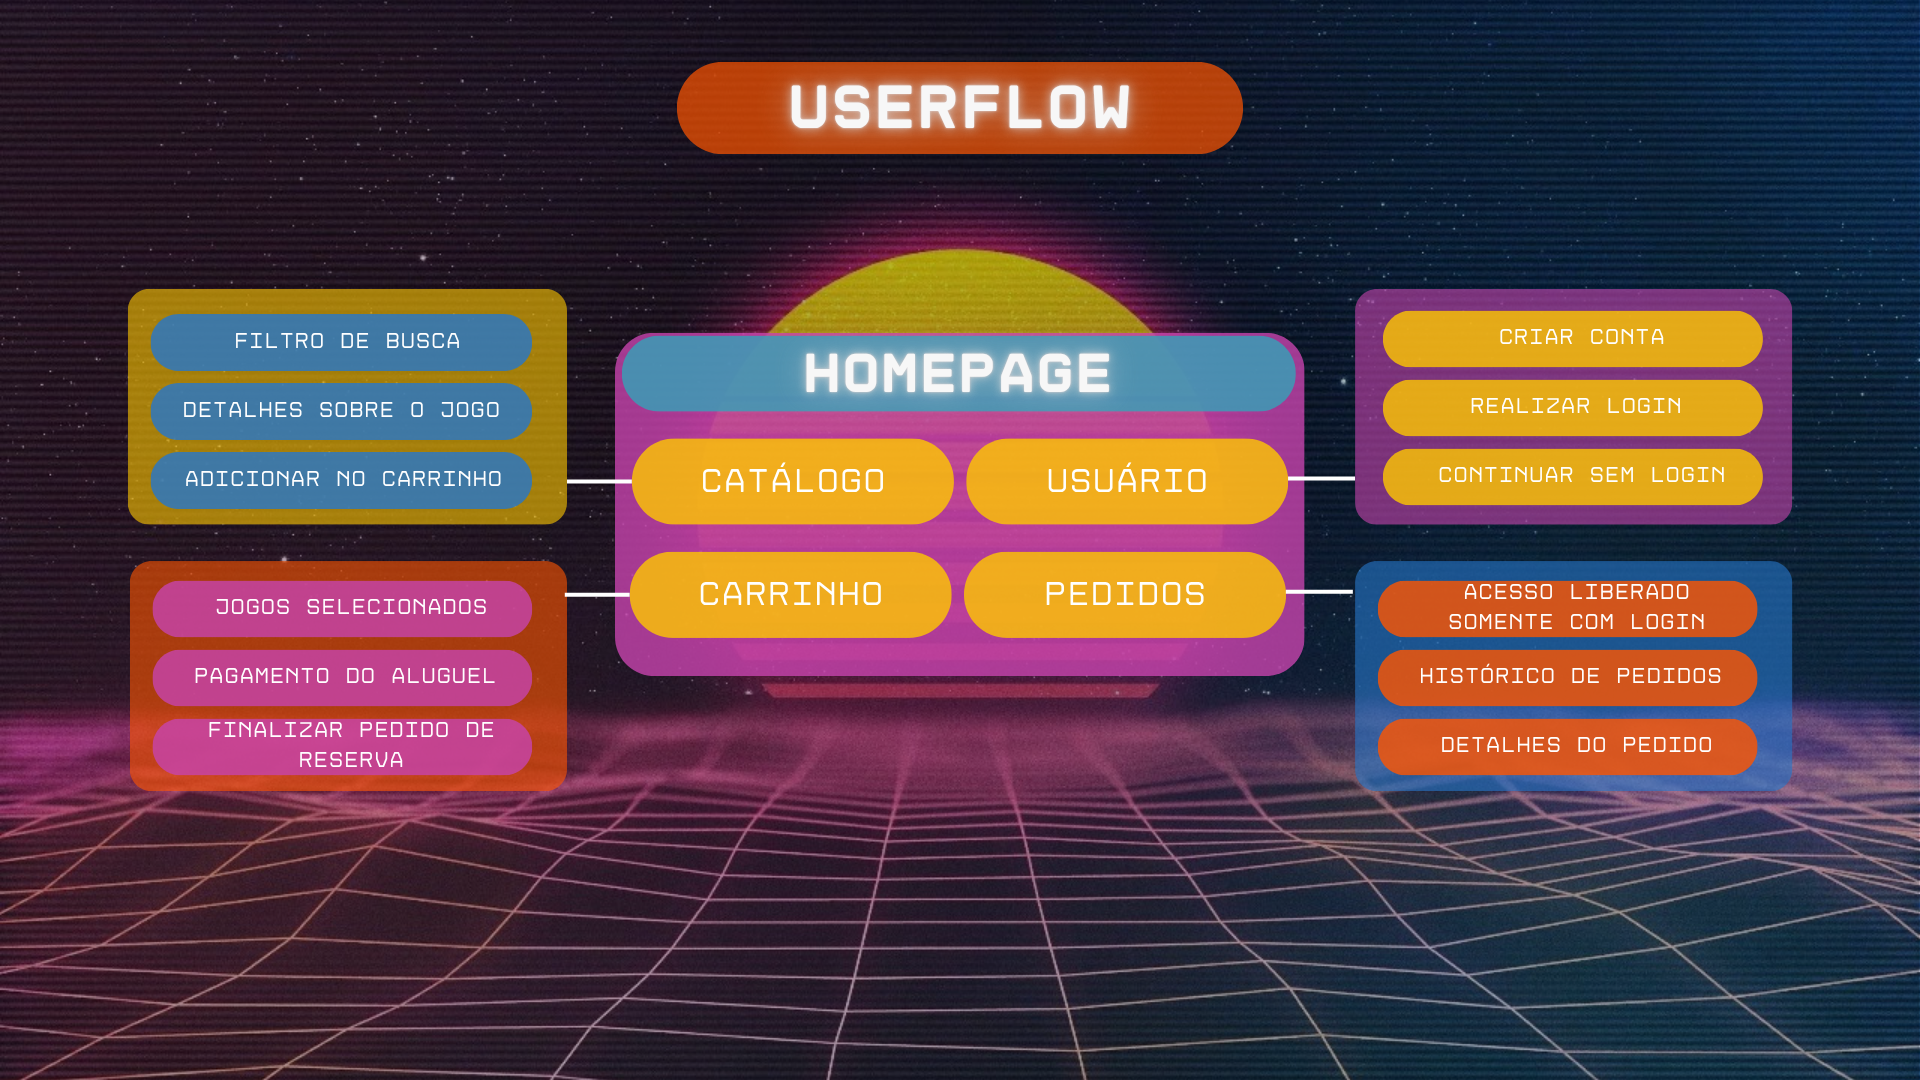 USERFLOW
FILTRO DE BUSCA
DETALHES SOBRE O JOGO
ADICIONAR NO CARRINHO
JOGOS SELECIONADOS
PAGAMENTO DO ALUGUEL
FINALIZAR PEDIDO DE
RESERVA
HOMEPAGE
CATÁLOGO
USUÁRIO
CARRINHO
PEDIDOS
CRIAR CONTA
REALIZAR LOGIN
CONTINUAR SEM LOGIN
ACESSO LIBERADO
SOMENTE COM LOGIN
HISTÓRICO DE PEDIDOS
DETALHES DO PEDIDO